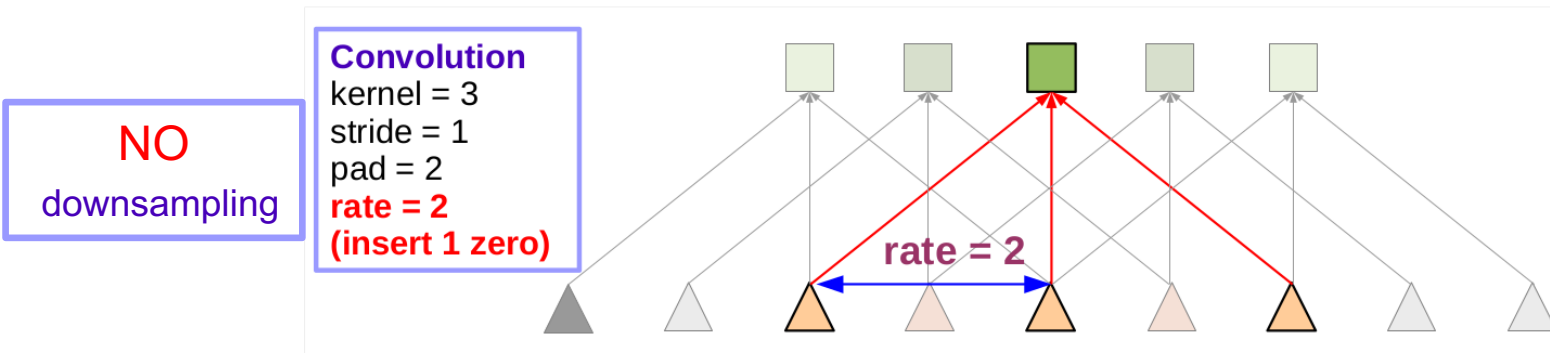 NO
downsampling
Convolution
kernel = 3
stride = 1
pad = 2
rate = 2
(insert 1 zero)
rate = 2